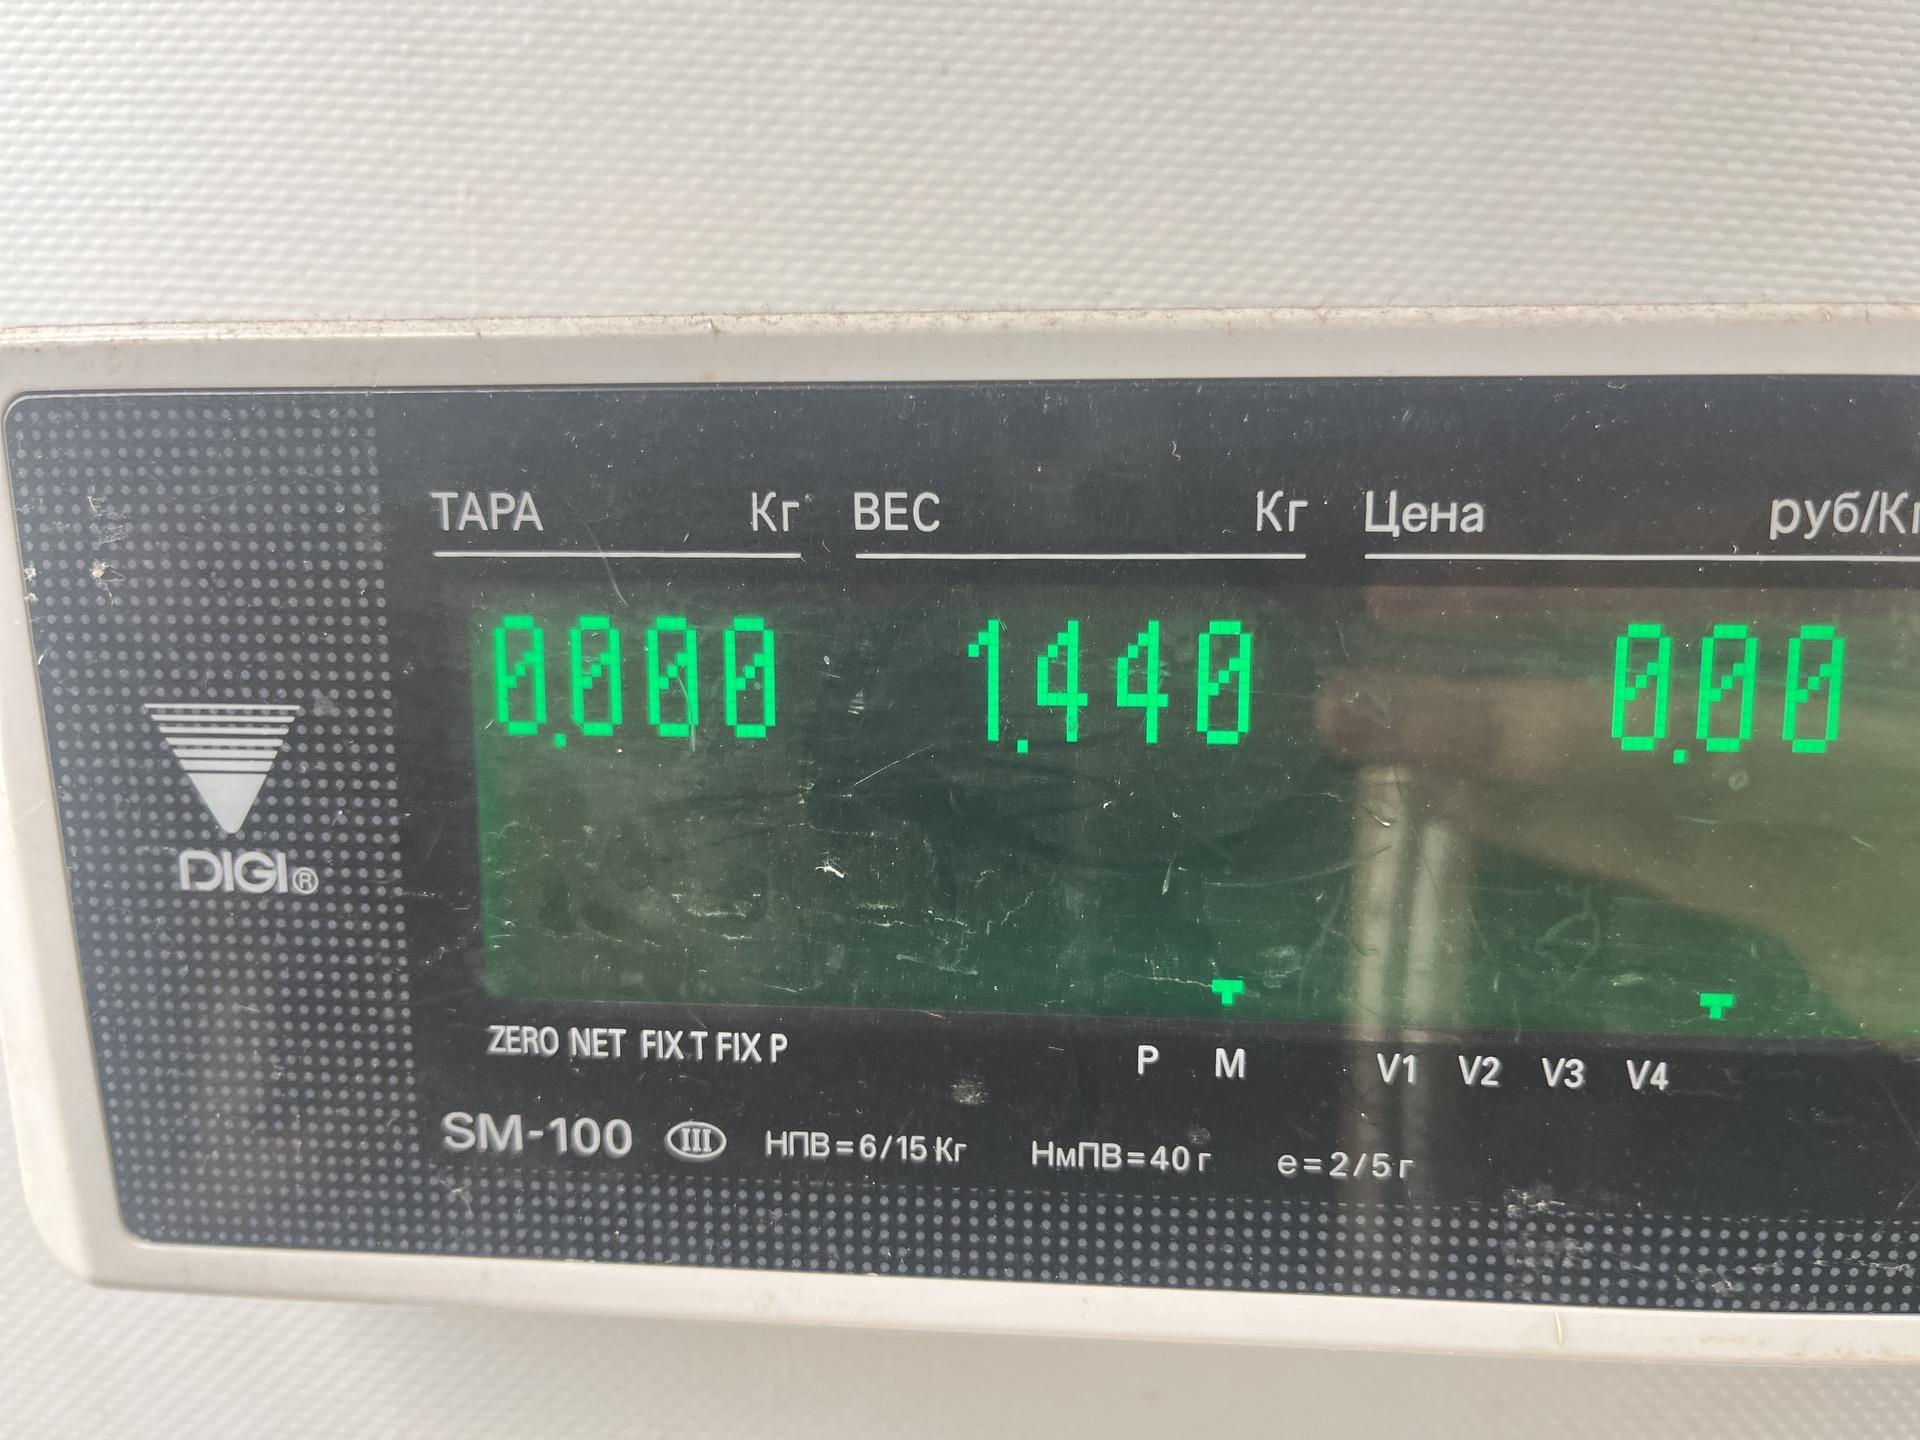 ТАРА Кг ВЕС Кг Цена руб/Кг
0.000 1.440 0.00
DIGI®
ZERO NET FIX T FIX P P M V1 V2 V3 V4
SM-100 III НПВ=6/15 Кг НмПВ=40 г e=2/5 г